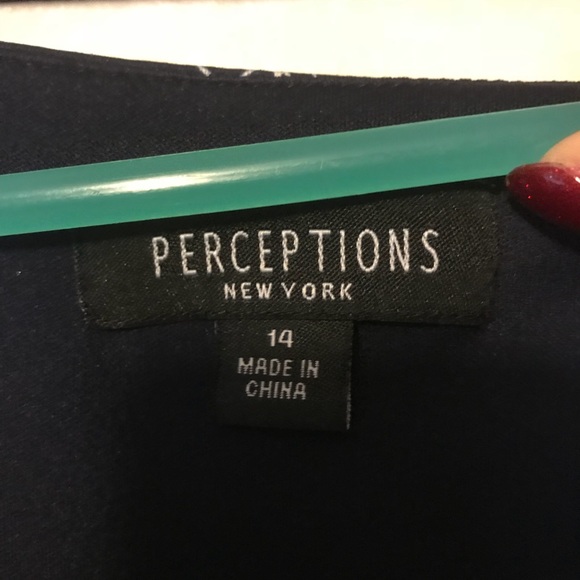 PERCEPTIONS
NEW YORK
14
MADE IN
CHINA